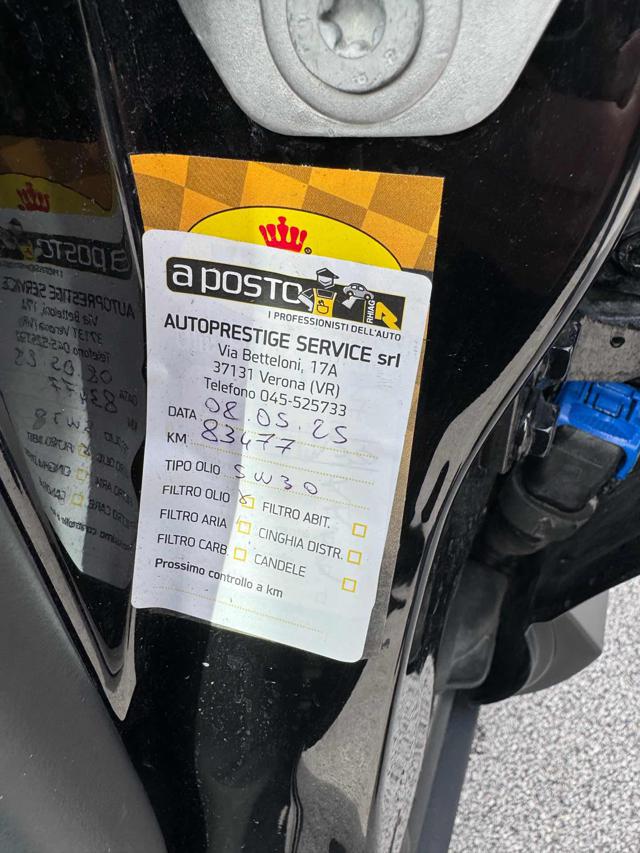 a POSTO
RHIAG
I PROFESSIONISTI DELL'AUTO
AUTOPRESTIGE SERVICE srl
Via Betteloni, 17A
37131 Verona (VR)
Telefono 045-525733
DATA 08.05.25
KM 83477
TIPO OLIO 5W30
FILTRO OLIO FILTRO ABIT.
FILTRO ARIA CINGHIA DISTR.
FILTRO CARB. CANDELE
Prossimo controllo a km